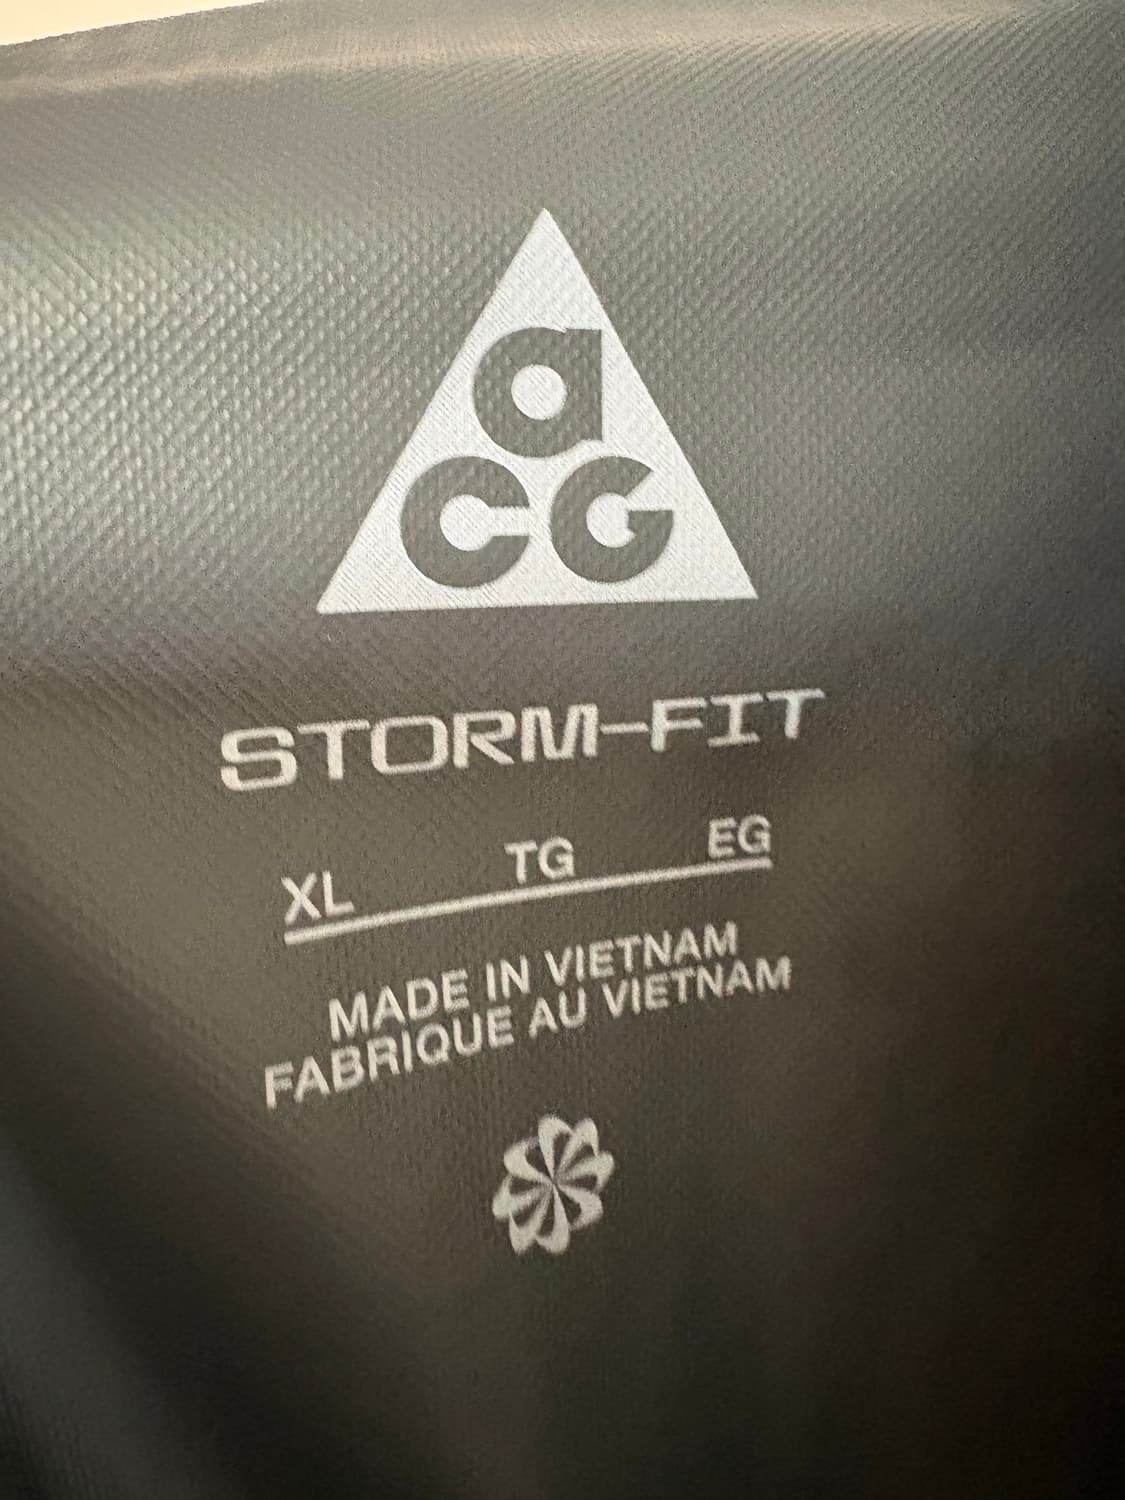 aCG
STORM-FIT
XL TG EG
MADE IN VIETNAM
FABRIQUE AU VIETNAM